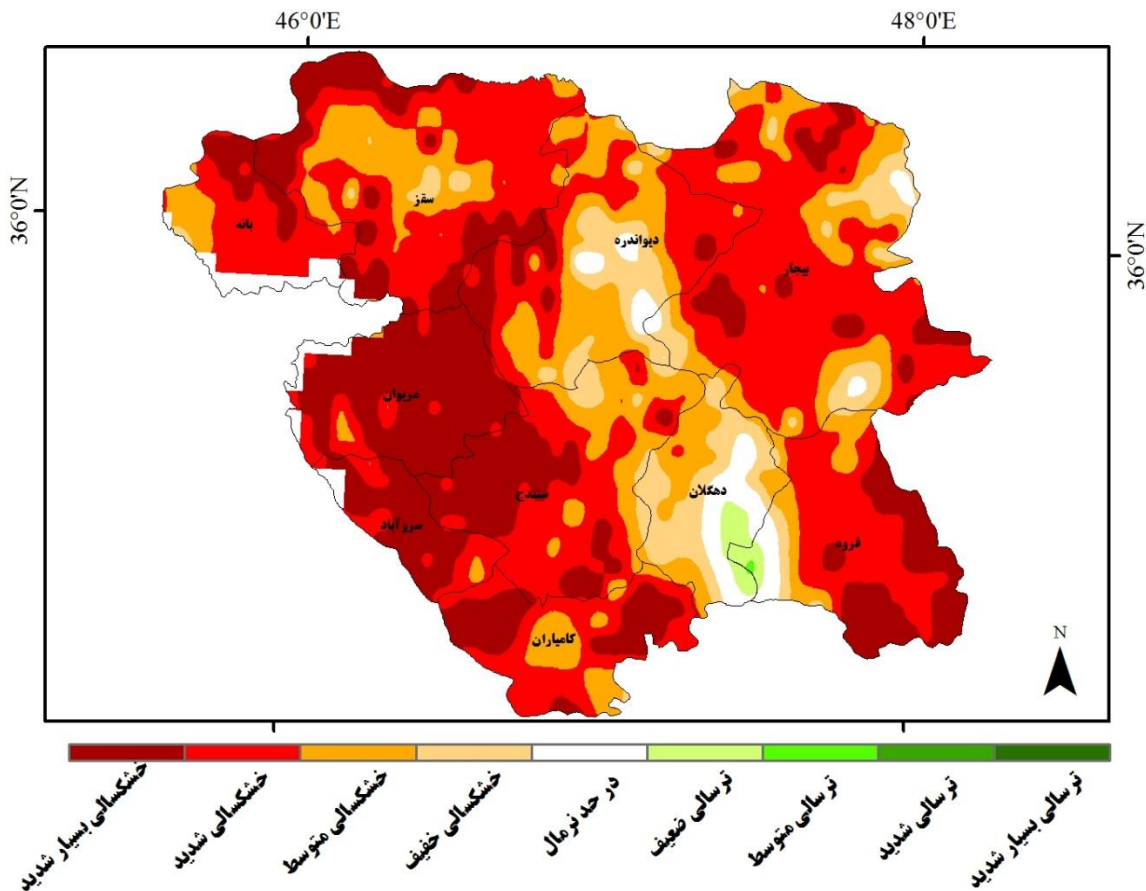 46°0'E
48°0'E
36°0'N
36°0'N
سقز
بانه
دیواندره
بیجار
مریوان
سنندج
دهگلان
سروآباد
قروه
کامیاران
N
خشکسالی بسیار شدید
خشکسالی شدید
خشکسالی متوسط
خشکسالی خفیف
در حد نرمال
ترسالی ضعیف
ترسالی متوسط
ترسالی شدید
ترسالی بسیار شدید